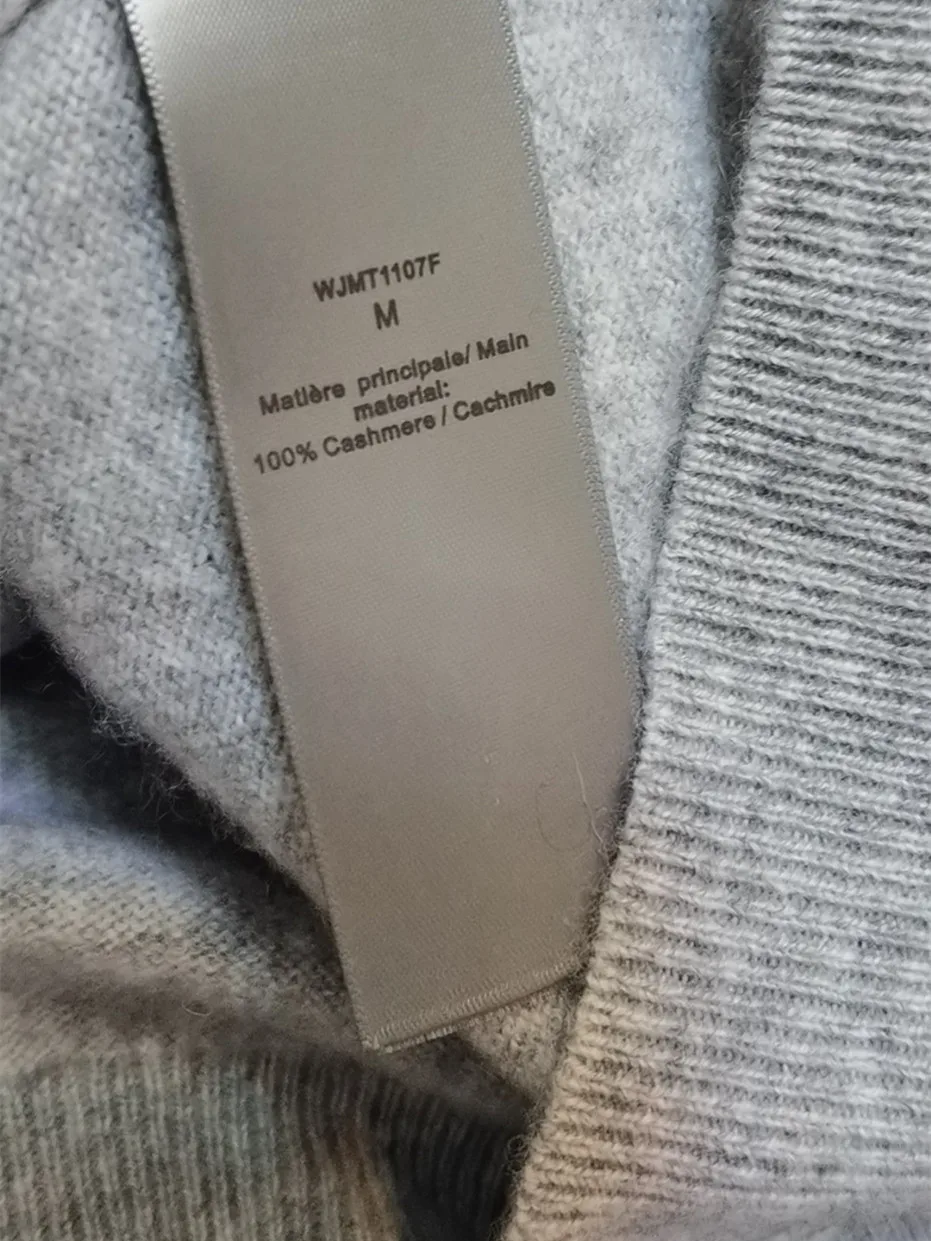 WJMT1107F
M
Matière principale/ Main
material:
100% Cashmere / Cachmire